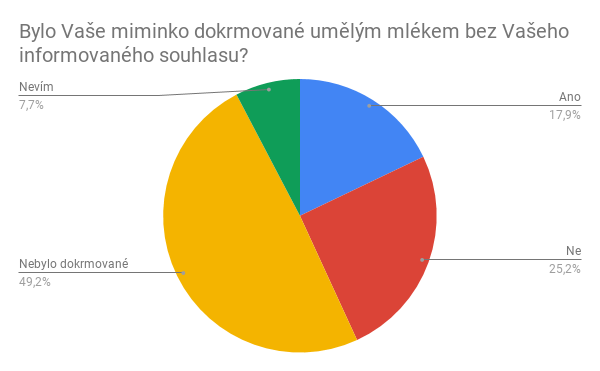 Bylo Vaše miminko dokrmované umělým mlékem bez Vašeho
informovaného souhlasu?
Nevím
7,7%
Ano
17,9%
Nebylo dokrmované
49,2%
Ne
25,2%